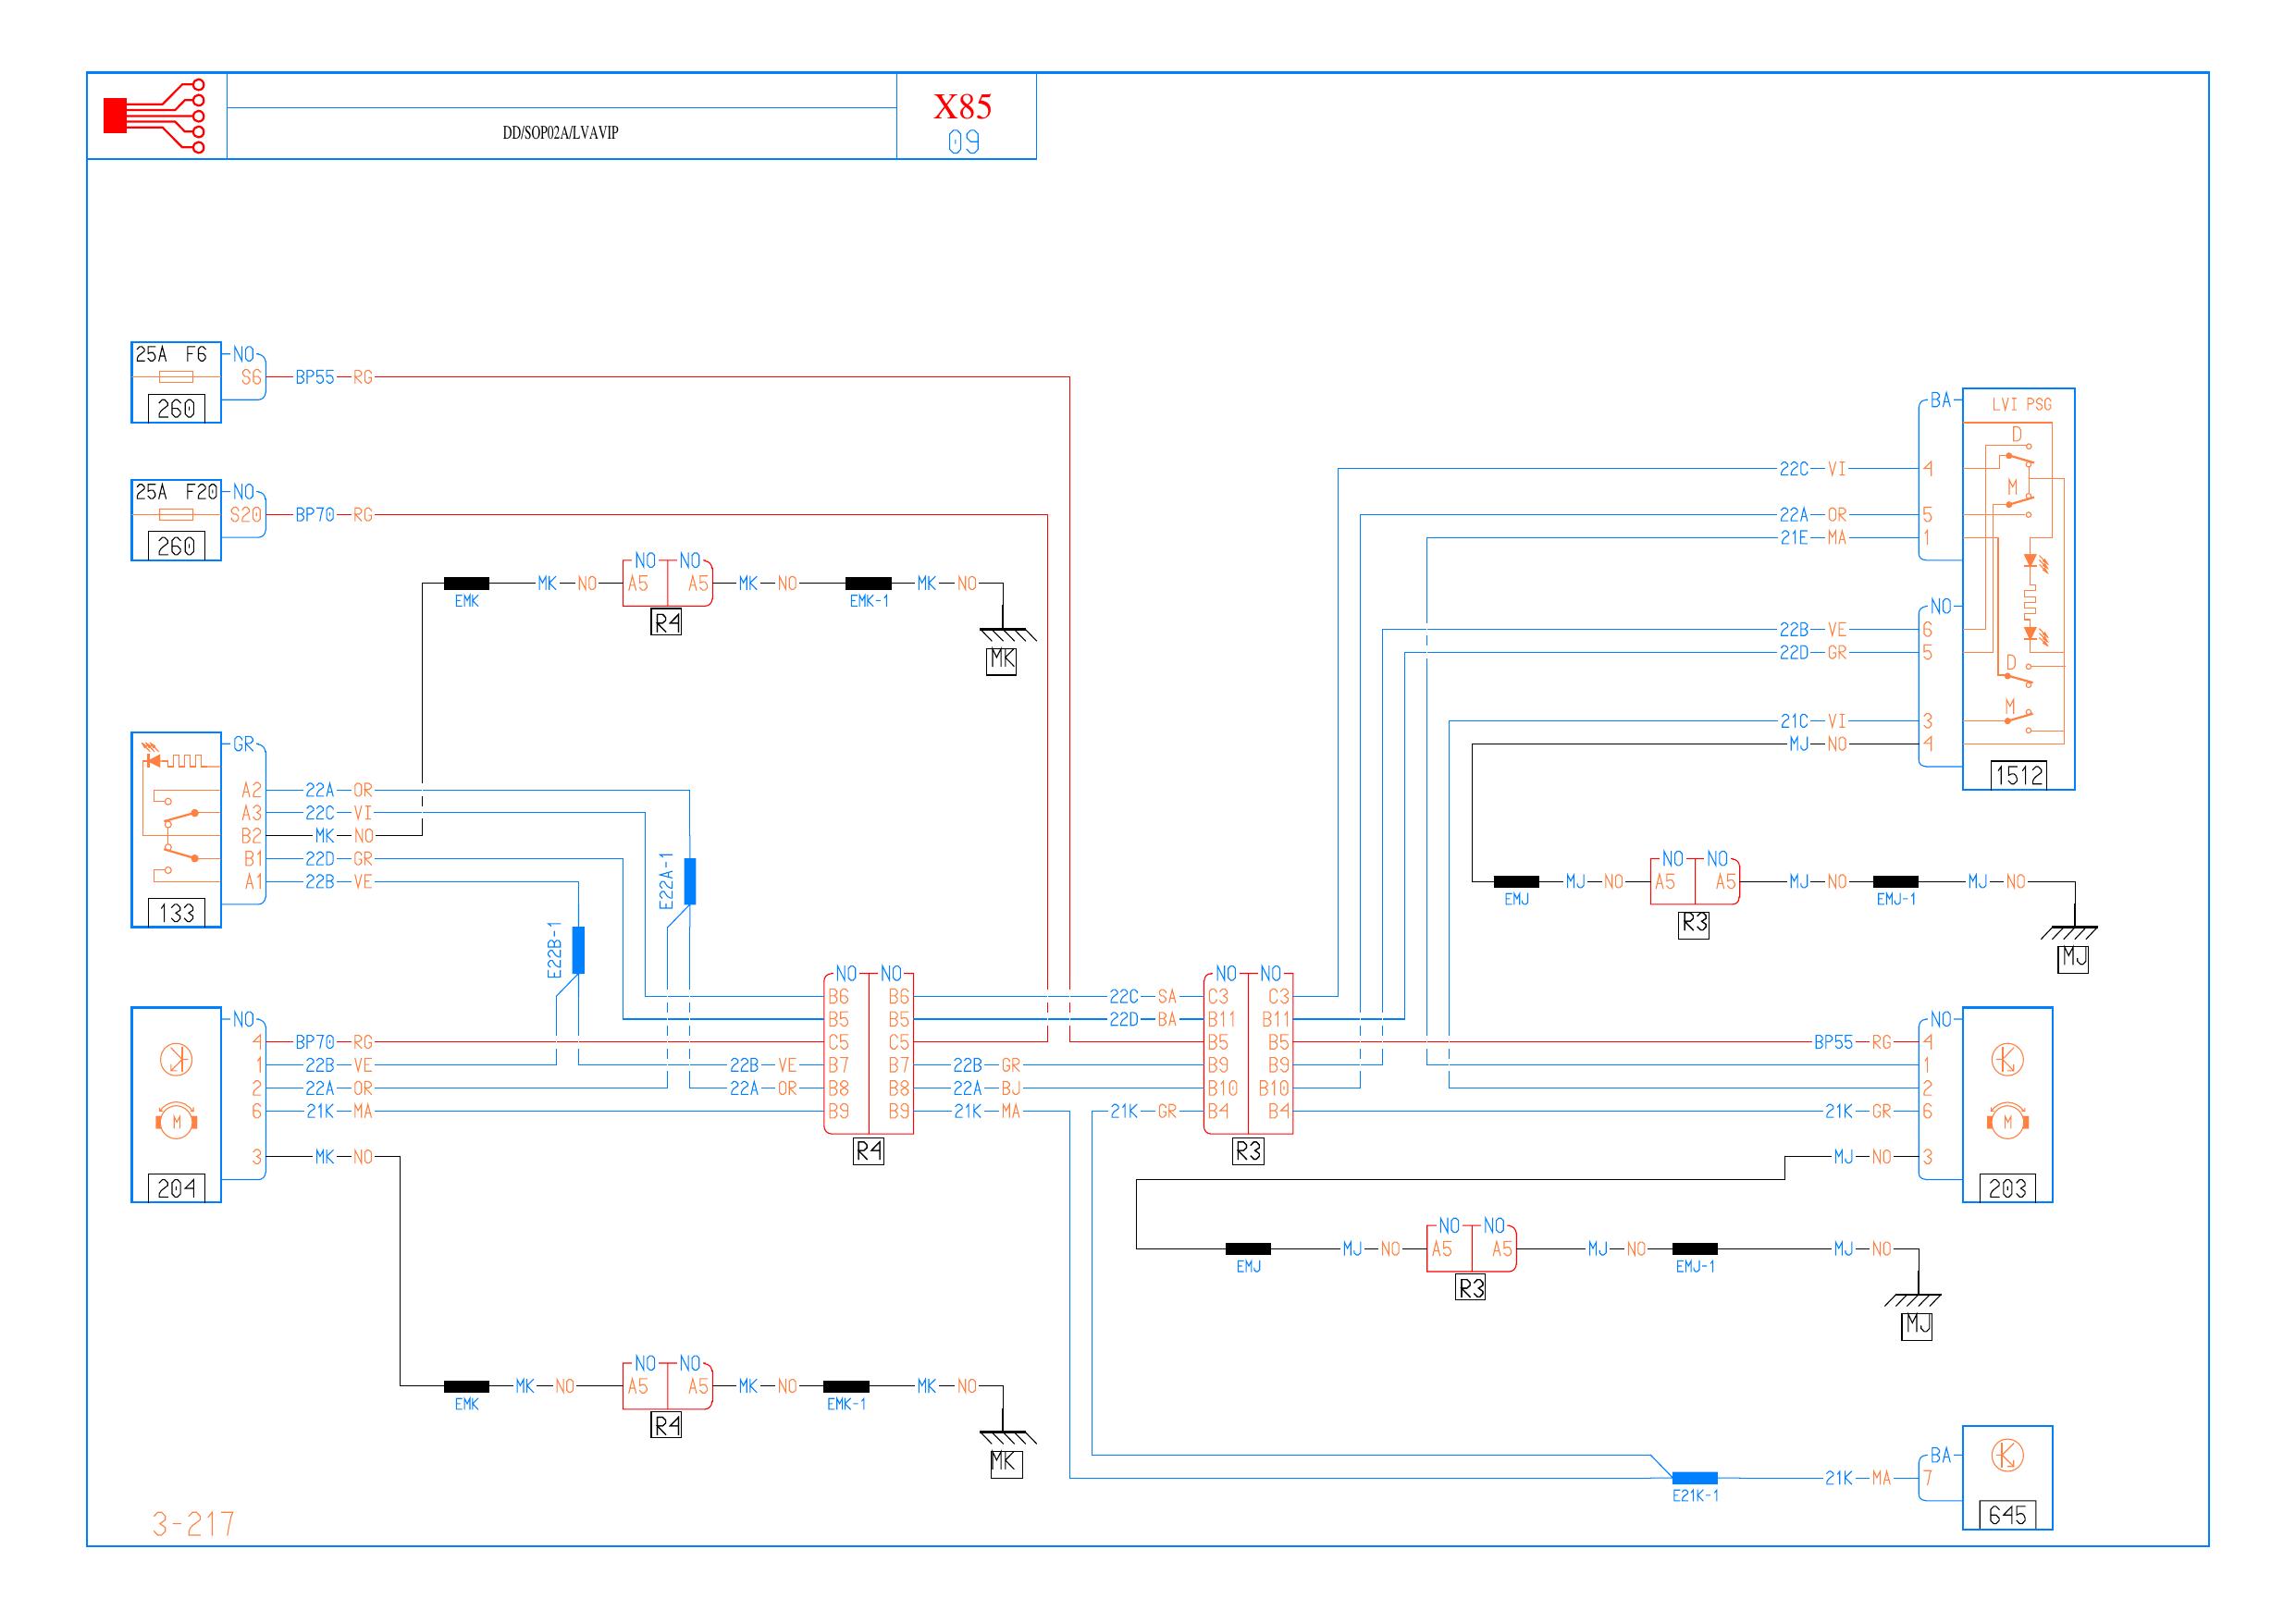 X85
DD/SOP02A/LVAVIP
09
25A F6 NO
S6 BP55 RG
260
25A F20 NO
S20 BP70 RG
260
BA LVI PSG
D
4 22C VI
M
5 22A OR
1 21E MA
NO
6 22B VE
5 22D GR
D
M
3 21C VI
4 MJ NO
1512
NO NO
MK NO A5 A5 MK NO MK NO
EMK EMK-1
R4
MK
GR
A2 22A OR
A3 22C VI
B2 MK NO
B1 22D GR
A1 22B VE
133
E22A-1
E22B-1
NO NO
MJ NO A5 A5 MJ NO MJ NO
EMJ EMJ-1
R3
MJ
NO NO NO NO
B6 B6 22C SA C3 C3
B5 B5 22D BA B11 B11
C5 C5 B5 B5
22B VE B7 B7 22B GR B9 B9
22A OR B8 B8 22A BJ B10 B10
B9 B9 21K MA 21K GR B4 B4
R4 R3
NO
4 BP70 RG
1 22B VE
2 22A OR
6 21K MA
M
3 MK NO
204
NO
BP55 RG 4
1
2
21K GR 6
M
MJ NO 3
203
NO NO
MJ NO A5 A5 MJ NO MJ NO
EMJ EMJ-1
R3
MJ
NO NO
MK NO A5 A5 MK NO MK NO
EMK EMK-1
R4
MK
BA
21K MA 7
E21K-1
645
3-217